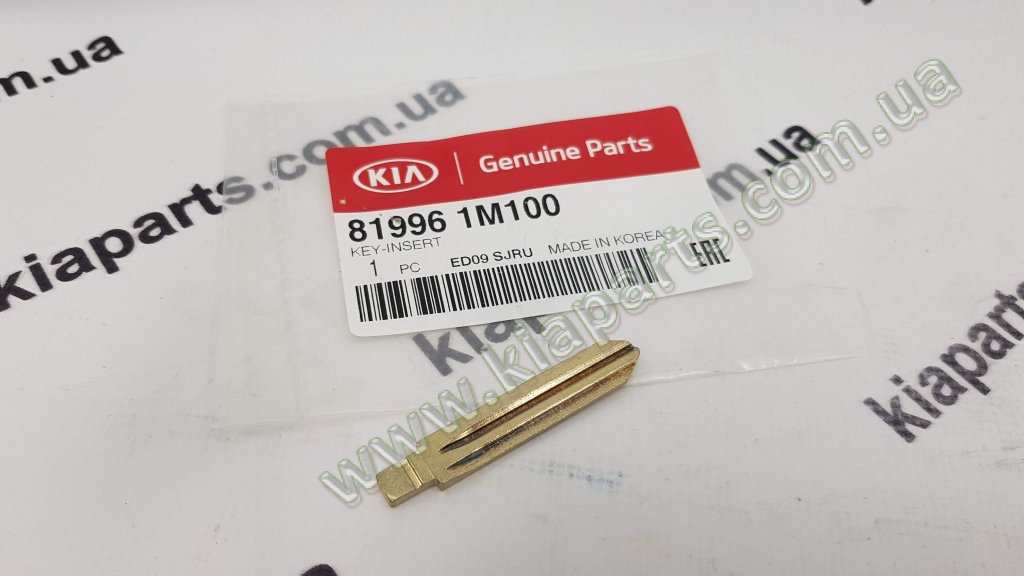 m.ua
kiaparts.com.ua
KIA | Genuine Parts
81996 1M100
KEY-INSERT
1 PC ED09 SJRU MADE IN KOREA
EAC
kiaparts.com.ua
www.kiaparts.com.ua
kiaparts
kia